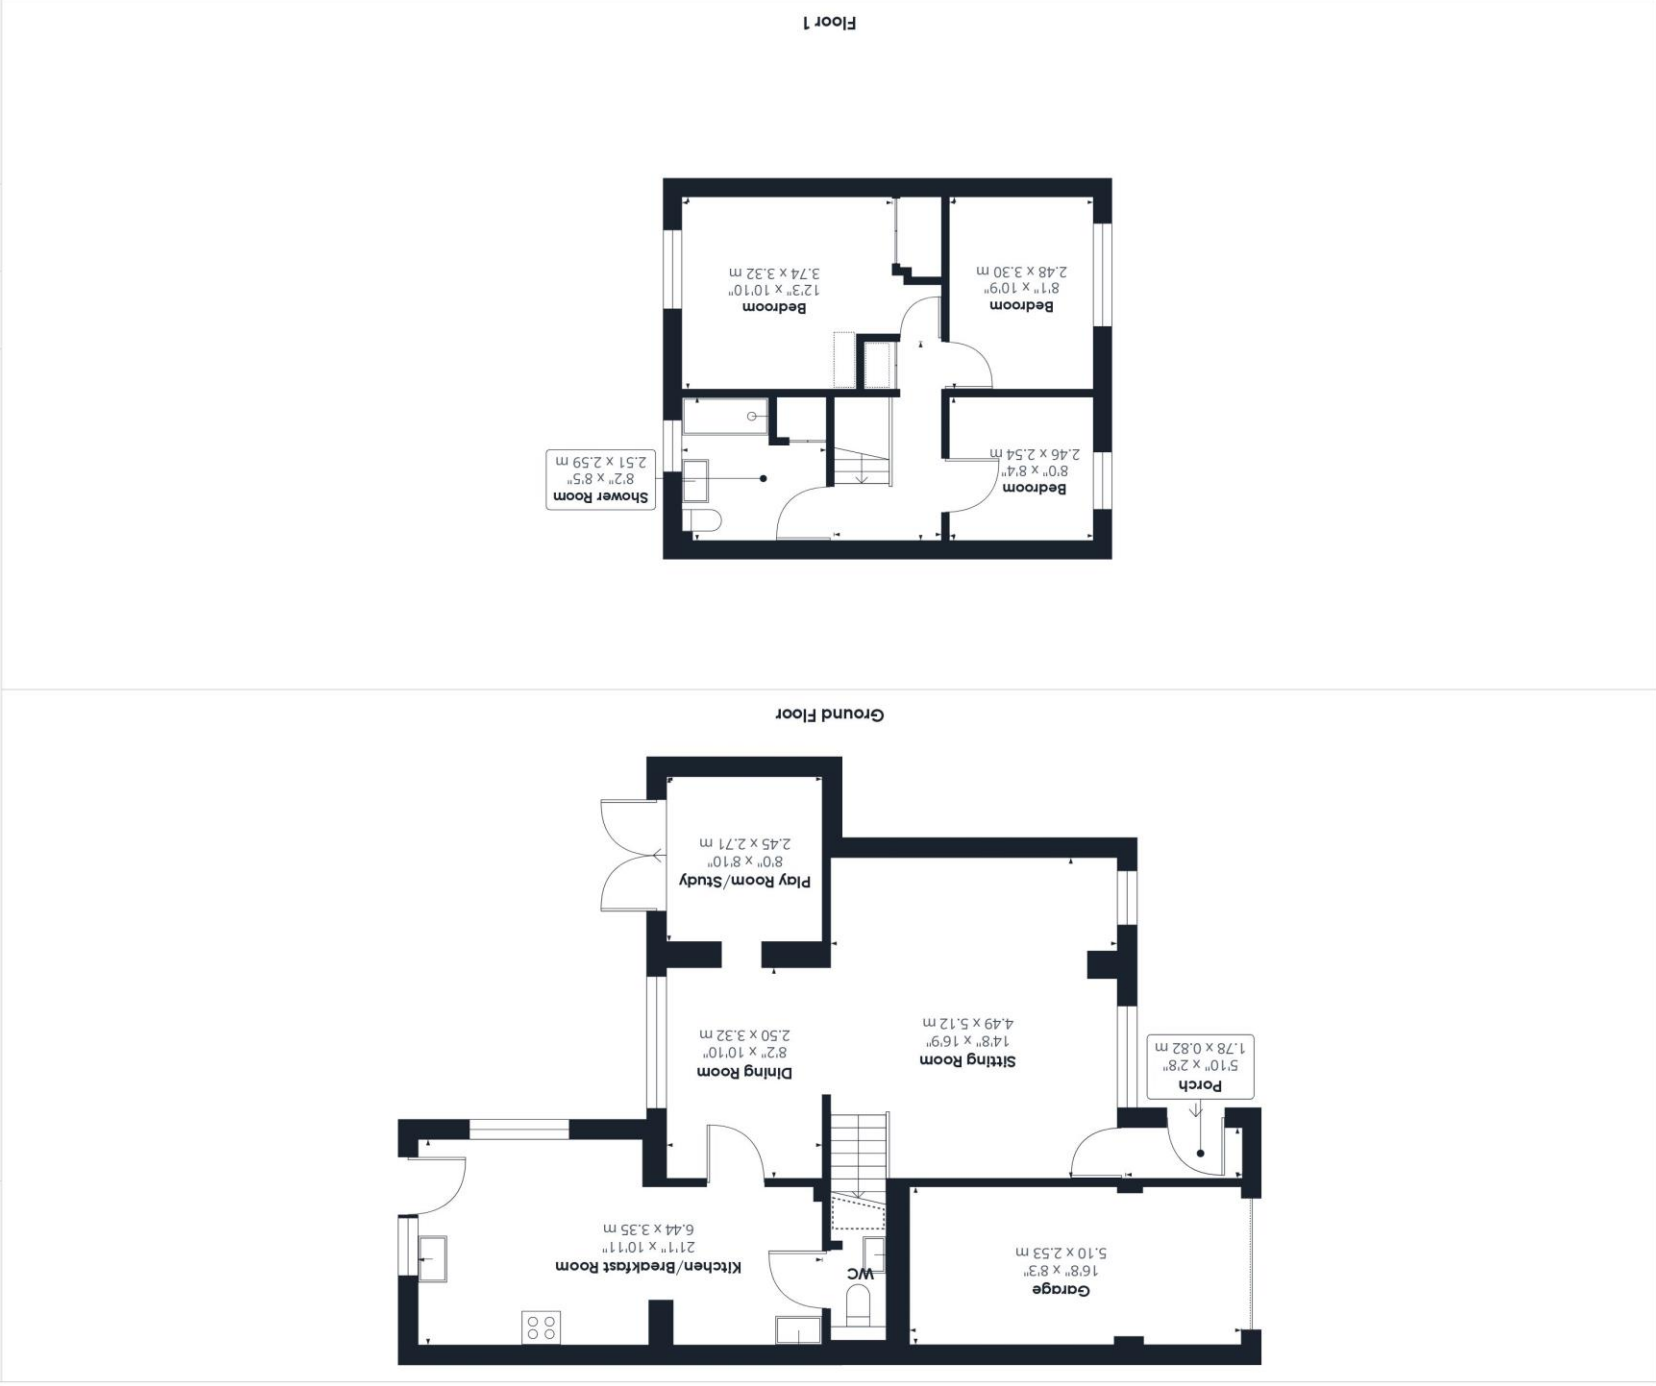 Garage
16'8" x 8'3"
5.10 x 2.53 m
WC
Kitchen/Breakfast Room
21'1" x 10'11"
6.44 x 3.35 m
Porch
5'10" x 2'8"
1.78 x 0.82 m
Sitting Room
14'8" x 16'9"
4.49 x 5.12 m
Dining Room
8'2" x 10'10"
2.50 x 3.32 m
Play Room/Study
8'0" x 8'10"
2.45 x 2.71 m
Ground Floor
Bedroom
8'0" x 8'4"
2.46 x 2.54 m
Shower Room
8'2" x 8'5"
2.51 x 2.59 m
Bedroom
8'1" x 10'9"
2.48 x 3.30 m
Bedroom
12'3" x 10'10"
3.74 x 3.32 m
Floor 1